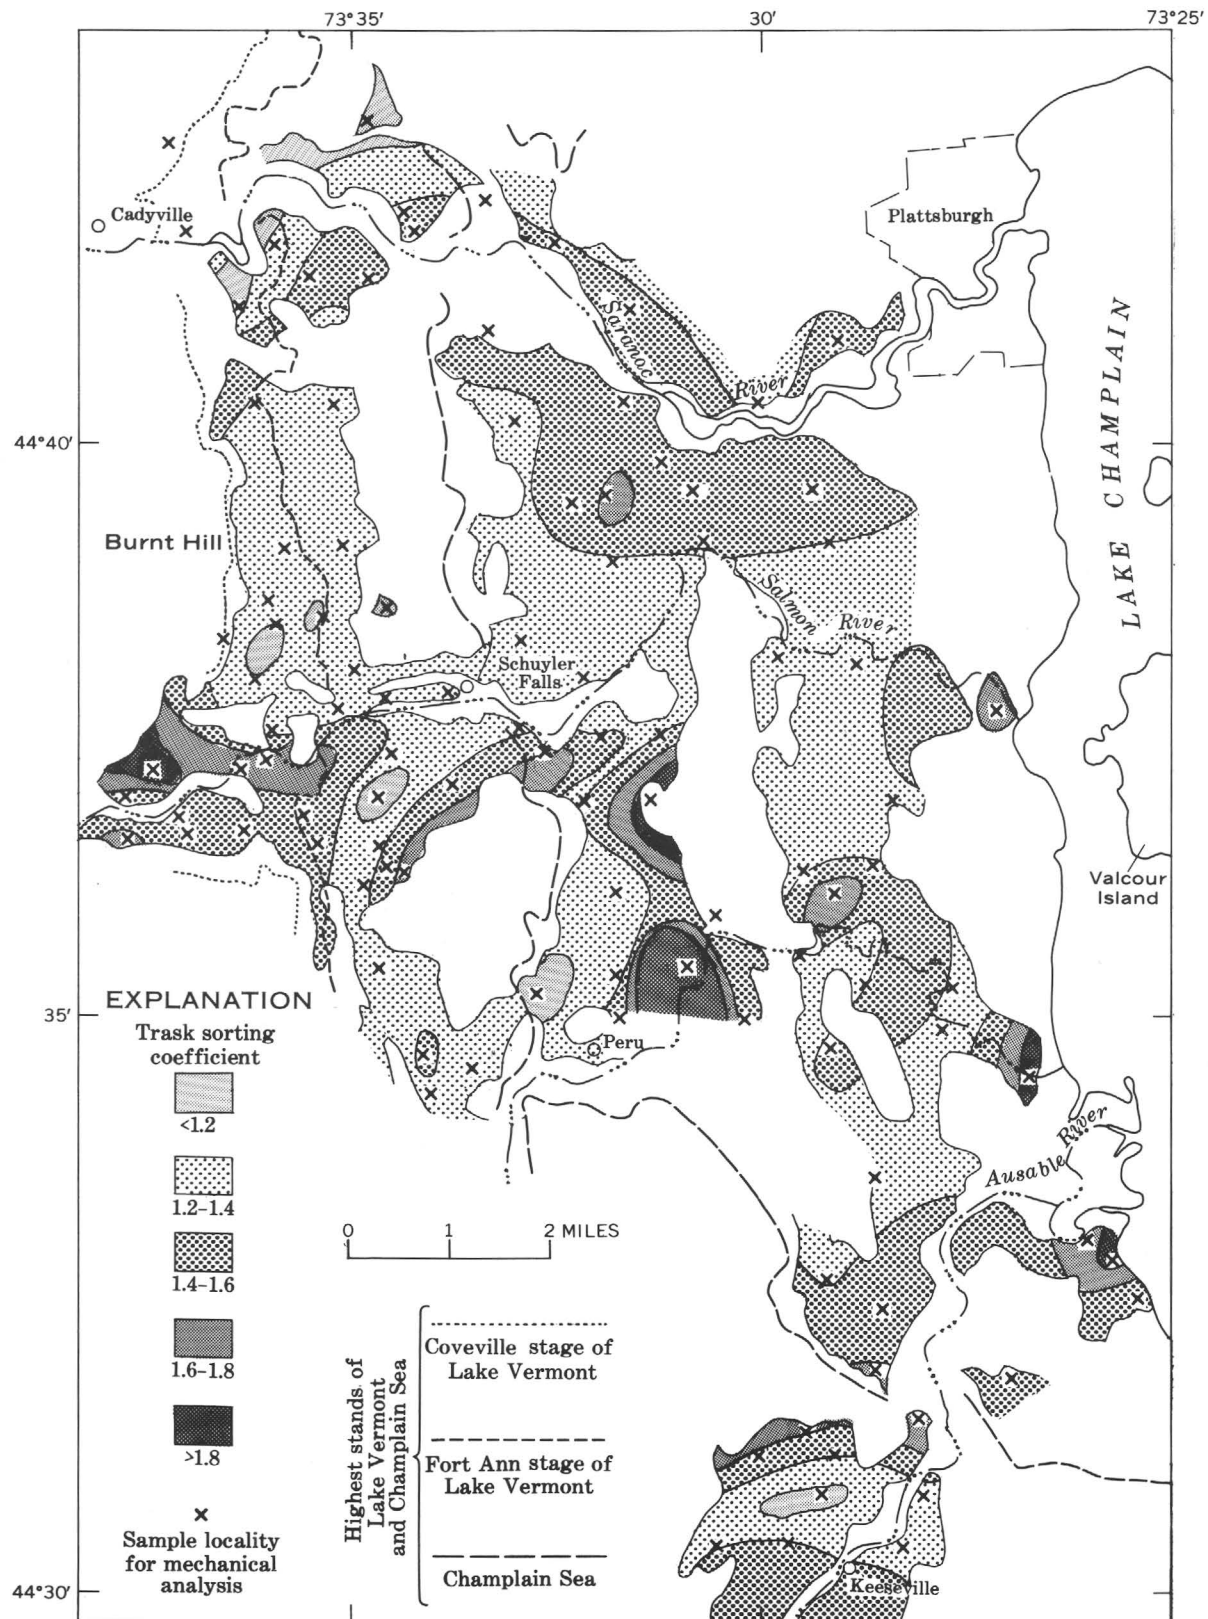 73°35′
30′
73°25′
Cadyville
Plattsburgh
Saranac
River
44°40′
LAKE CHAMPLAIN
Burnt Hill
Salmon River
Schuyler
Falls
Valcour
Island
EXPLANATION
Trask sorting
coefficient
<1.2
1.2–1.4
1.4–1.6
1.6–1.8
>1.8
Sample locality
for mechanical
analysis
35′
Peru
Ausable River
0 1 2 MILES
Highest stands of
Lake Vermont
and Champlain Sea
Coveville stage of
Lake Vermont
Fort Ann stage of
Lake Vermont
Champlain Sea
44°30′
Keeseville